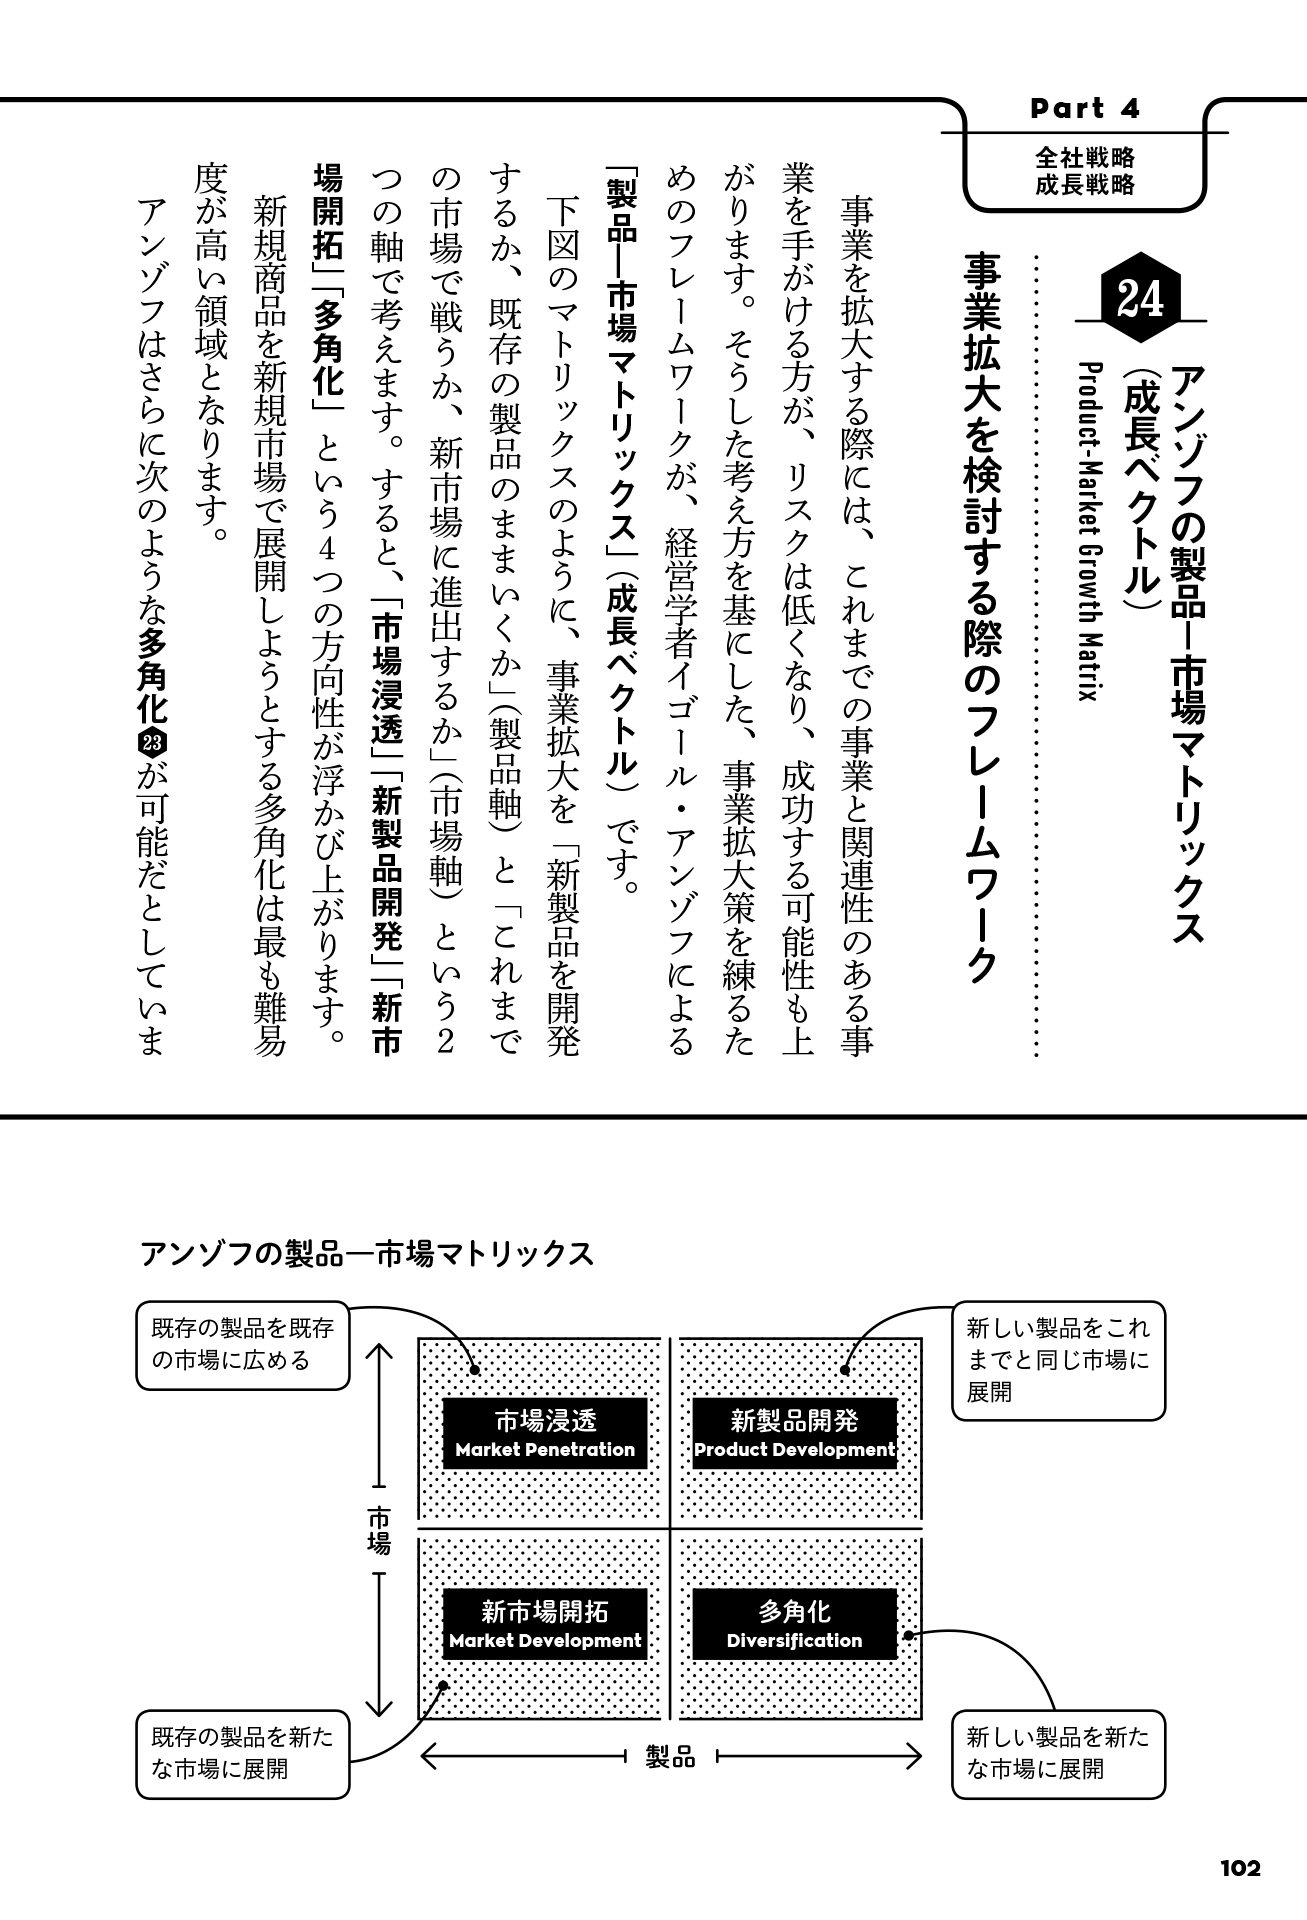 Part 4
全社戦略
成長戦略
24
アンゾフの製品―市場マトリックス
(成長ベクトル)
Product-Market Growth Matrix
事業拡大を検討する際のフレームワーク
事業を拡大する際には、これまでの事業と関連性のある事
業を手がける方が、リスクは低くなり、成功する可能性も上
がります。そうした考え方を基にした、事業拡大策を練るた
めのフレームワークが、経営学者イゴール・アンゾフによる
「製品―市場マトリックス」(成長ベクトル)です。
下図のマトリックスのように、事業拡大を「新製品を開発
するか、既存の製品のままいくか」(製品軸)と「これまで
の市場で戦うか、新市場に進出するか」(市場軸)という2
つの軸で考えます。すると、「市場浸透」「新製品開発」「新市
場開拓」「多角化」という4つの方向性が浮かび上がります。
新規商品を新規市場で展開しようとする多角化は最も難易
度が高い領域となります。
アンゾフはさらに次のような多角化23が可能だとしていま
アンゾフの製品―市場マトリックス
既存の製品を既存
の市場に広める
新しい製品をこれ
までと同じ市場に
展開
市場浸透
Market Penetration
新製品開発
Product Development
市場
新市場開拓
Market Development
多角化
Diversification
既存の製品を新た
な市場に展開
製品
新しい製品を新た
な市場に展開
102